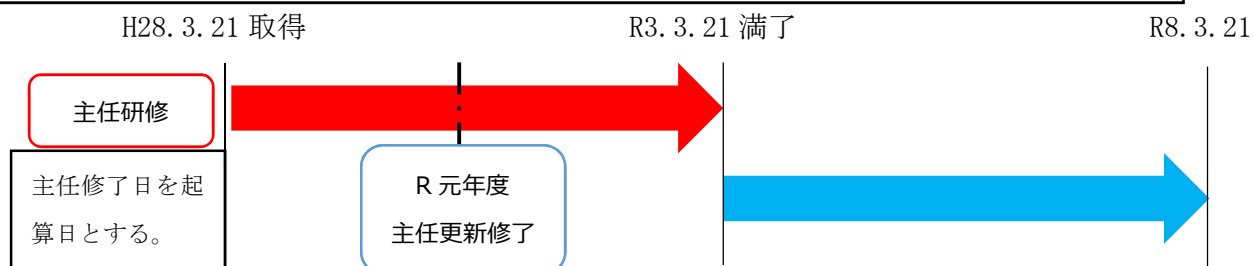 H28.3.21 取得
R3.3.21 満了
R8.3.21
主任研修
主任修了日を起
算日とする。
R 元年度
主任更新修了